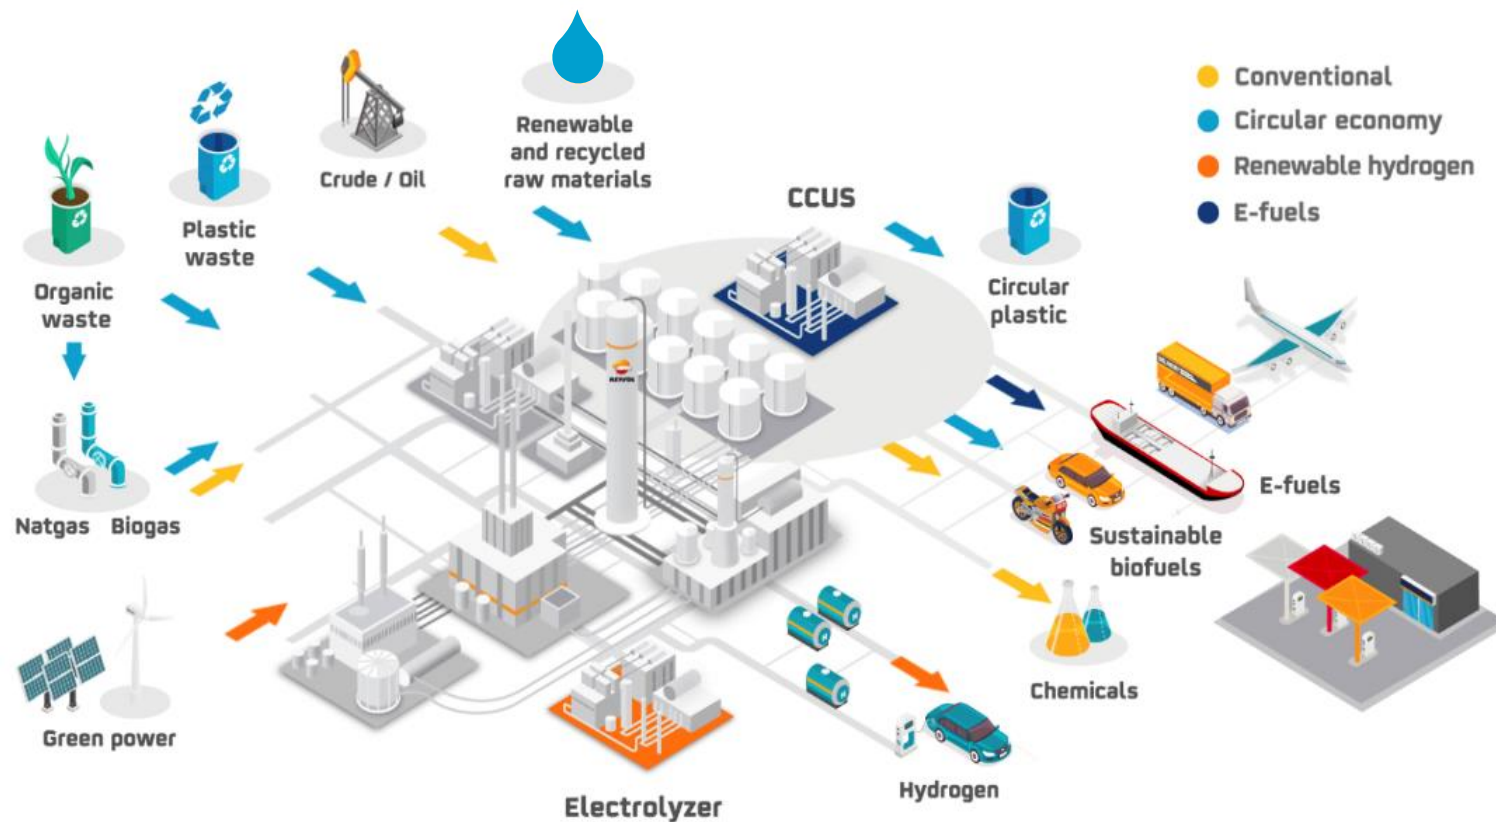 Conventional
Circular economy
Renewable hydrogen
E-fuels
Renewable
and recycled
raw materials
Crude / Oil
CCUS
Plastic
waste
Organic
waste
Circular
plastic
REPSOL
Natgas
Biogas
E-fuels
Sustainable
biofuels
Chemicals
Green power
Hydrogen
Electrolyzer